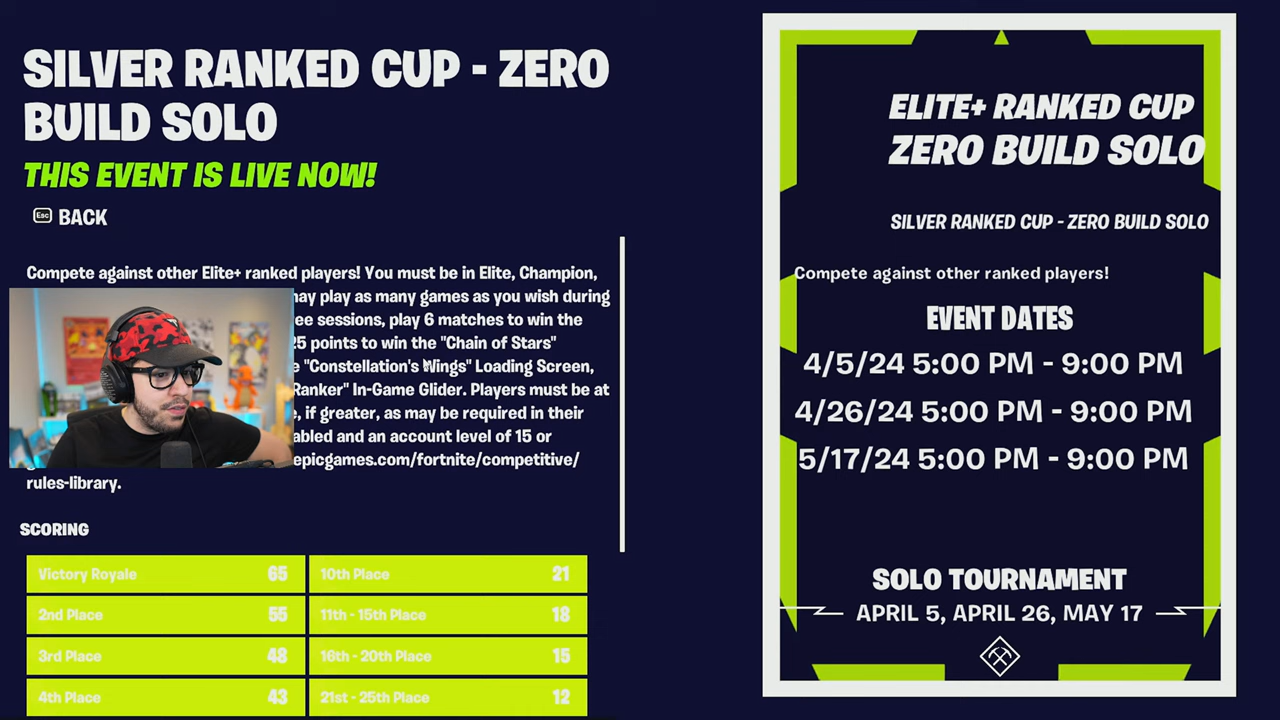 SILVER RANKED CUP - ZERO
BUILD SOLO
THIS EVENT IS LIVE NOW!
Esc BACK
Compete against other Elite+ ranked players! You must be in Elite, Champion,
may play as many games as you wish during
sessions, play 6 matches to win the
25 points to win the "Chain of Stars"
"Constellation's Wings" Loading Screen,
Ranker" In-Game Glider. Players must be at
if greater, as may be required in their
and an account level of 15 or
epicgames.com/fortnite/competitive/
rules-library.
SCORING
Victory Royale 65
10th Place 21
2nd Place 55
11th - 15th Place 18
3rd Place 48
16th - 20th Place 15
4th Place 43
21st - 25th Place 12
ELITE+ RANKED CUP
ZERO BUILD SOLO
SILVER RANKED CUP - ZERO BUILD SOLO
Compete against other ranked players!
EVENT DATES
4/5/24 5:00 PM - 9:00 PM
4/26/24 5:00 PM - 9:00 PM
5/17/24 5:00 PM - 9:00 PM
SOLO TOURNAMENT
APRIL 5, APRIL 26, MAY 17